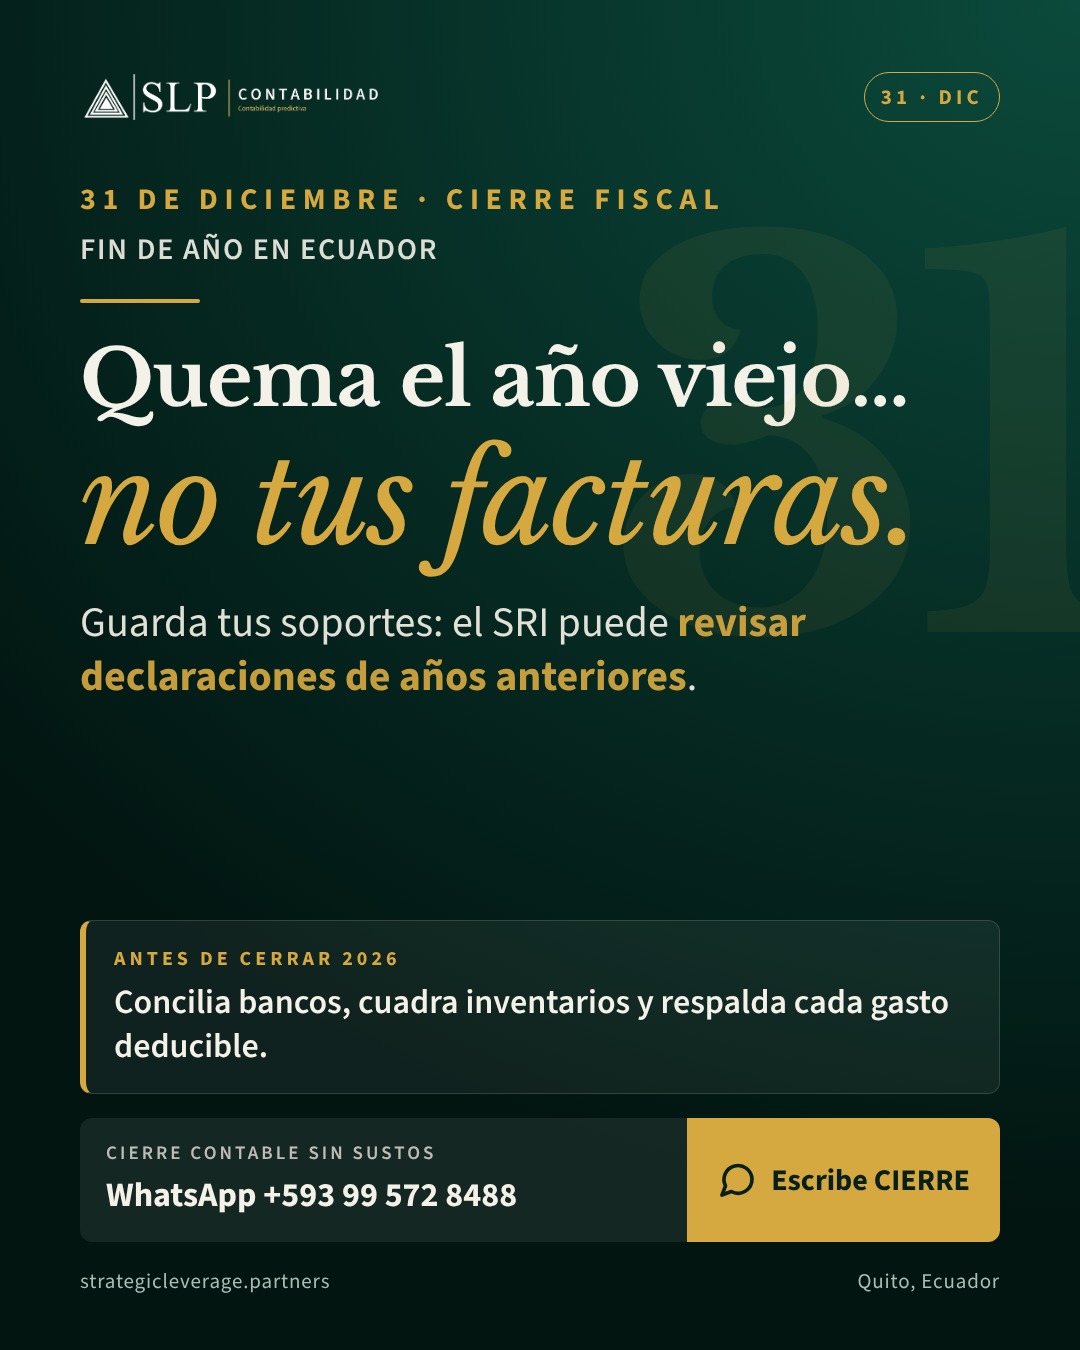 SLP
CONTABILIDAD
Contabilidad predictiva
31 · DIC
31 DE DICIEMBRE · CIERRE FISCAL
FIN DE AÑO EN ECUADOR
31
Quema el año viejo...
no tus facturas.
Guarda tus soportes: el SRI puede revisar
declaraciones de años anteriores.
ANTES DE CERRAR 2026
Concilia bancos, cuadra inventarios y respalda cada gasto
deducible.
CIERRE CONTABLE SIN SUSTOS
WhatsApp +593 99 572 8488
Escribe CIERRE
strategicleverage.partners
Quito, Ecuador